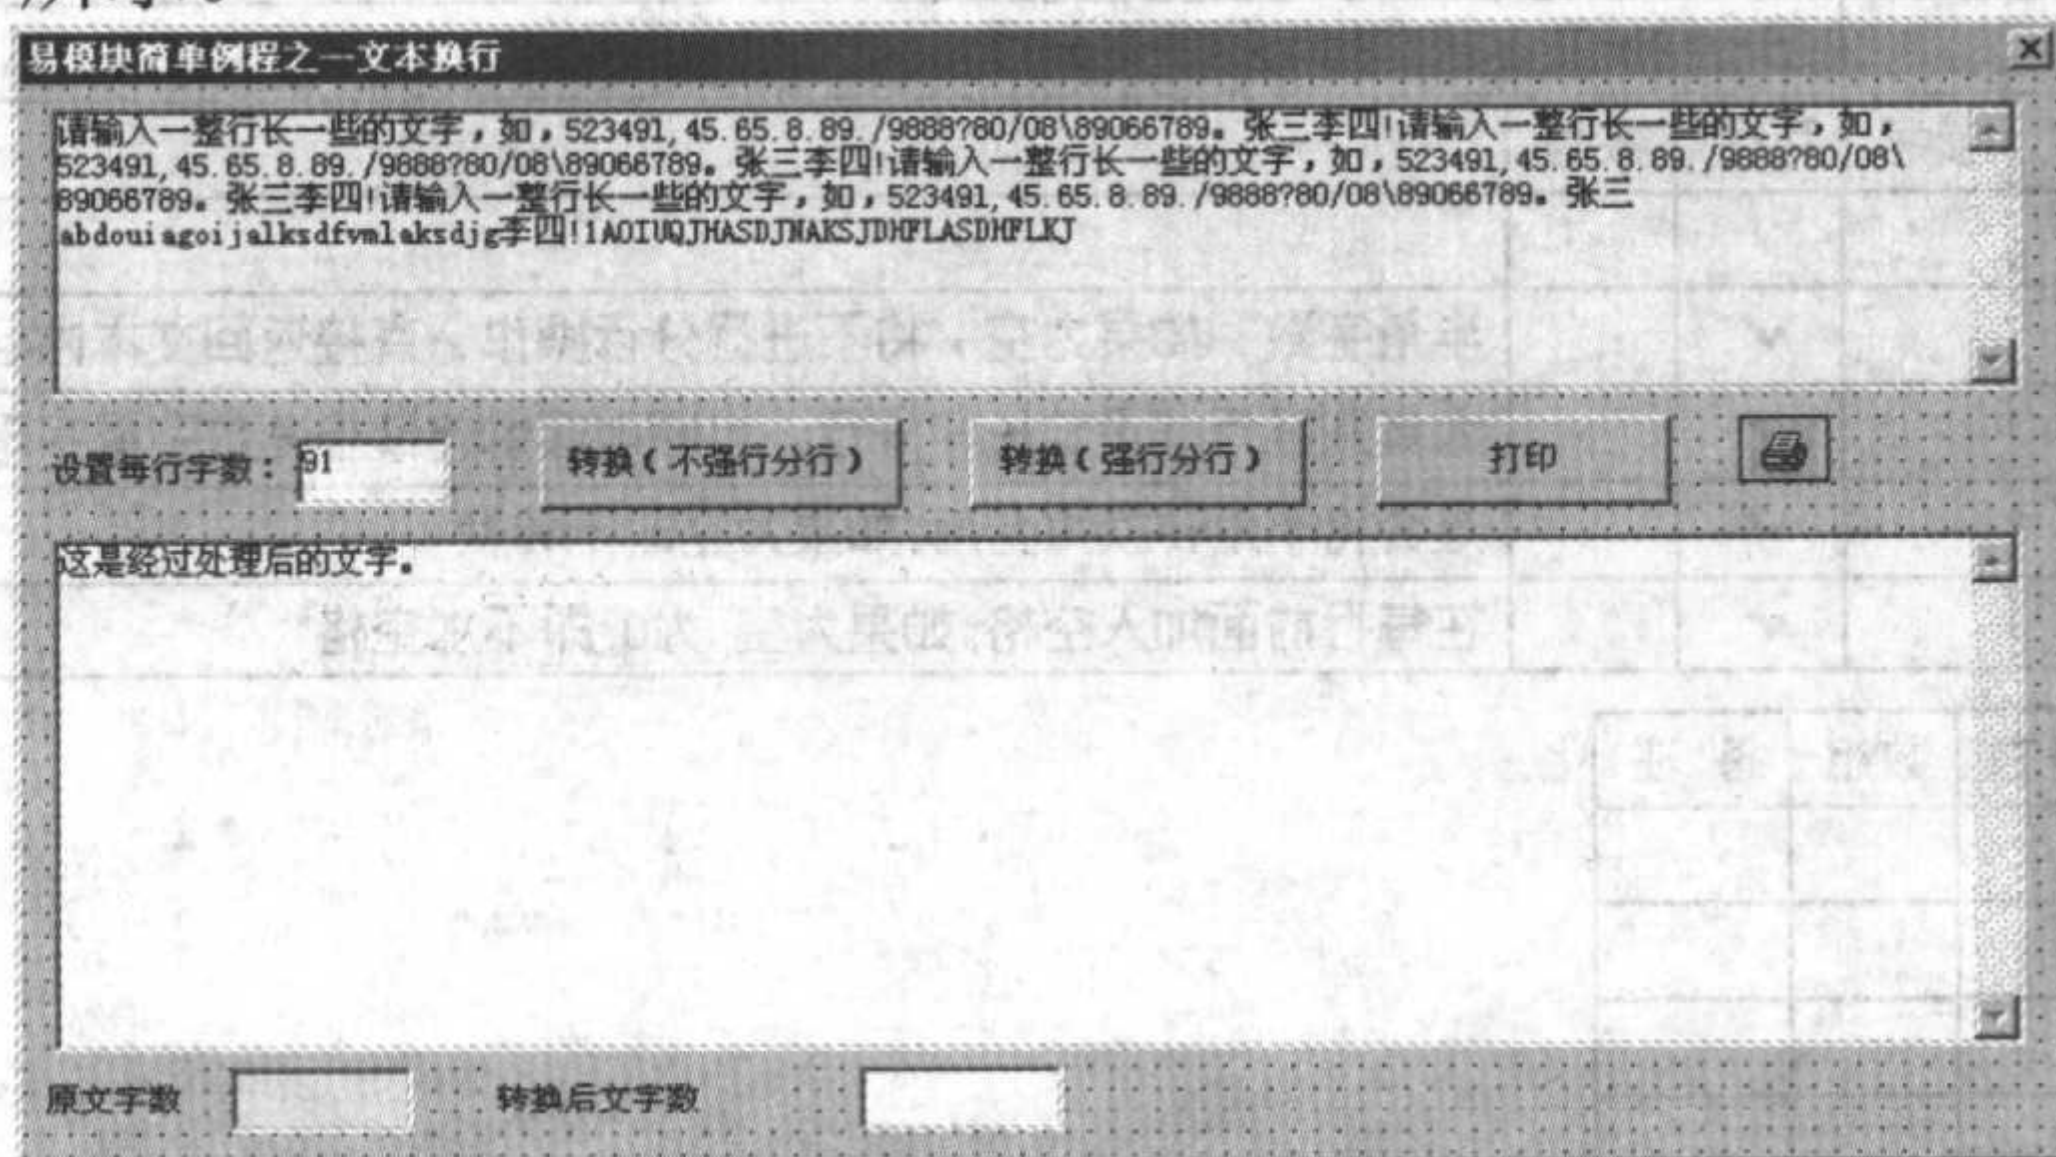 易模块简单例程之一文本换行
请输入一整行长一些的文字，如，523491,45.65.8.89./9888?80/08\89066789。张三李四!请输入一整行长一些的文字，如，
523491,45.65.8.89./9888?80/08\89066789。张三李四!请输入一整行长一些的文字，如，523491,45.65.8.89./9888?80/08\
89066789。张三李四!请输入一整行长一些的文字，如，523491,45.65.8.89./9888?80/08\89066789。张三
abdouiagoijalksdfvmlaksdjg李四!1AOIUQJHASDJNAKSJDHFLASDHFLKJ
设置每行字数： 91 转换（不强行分行） 转换（强行分行） 打印
这是经过处理后的文字。
原文字数 转换后文字数